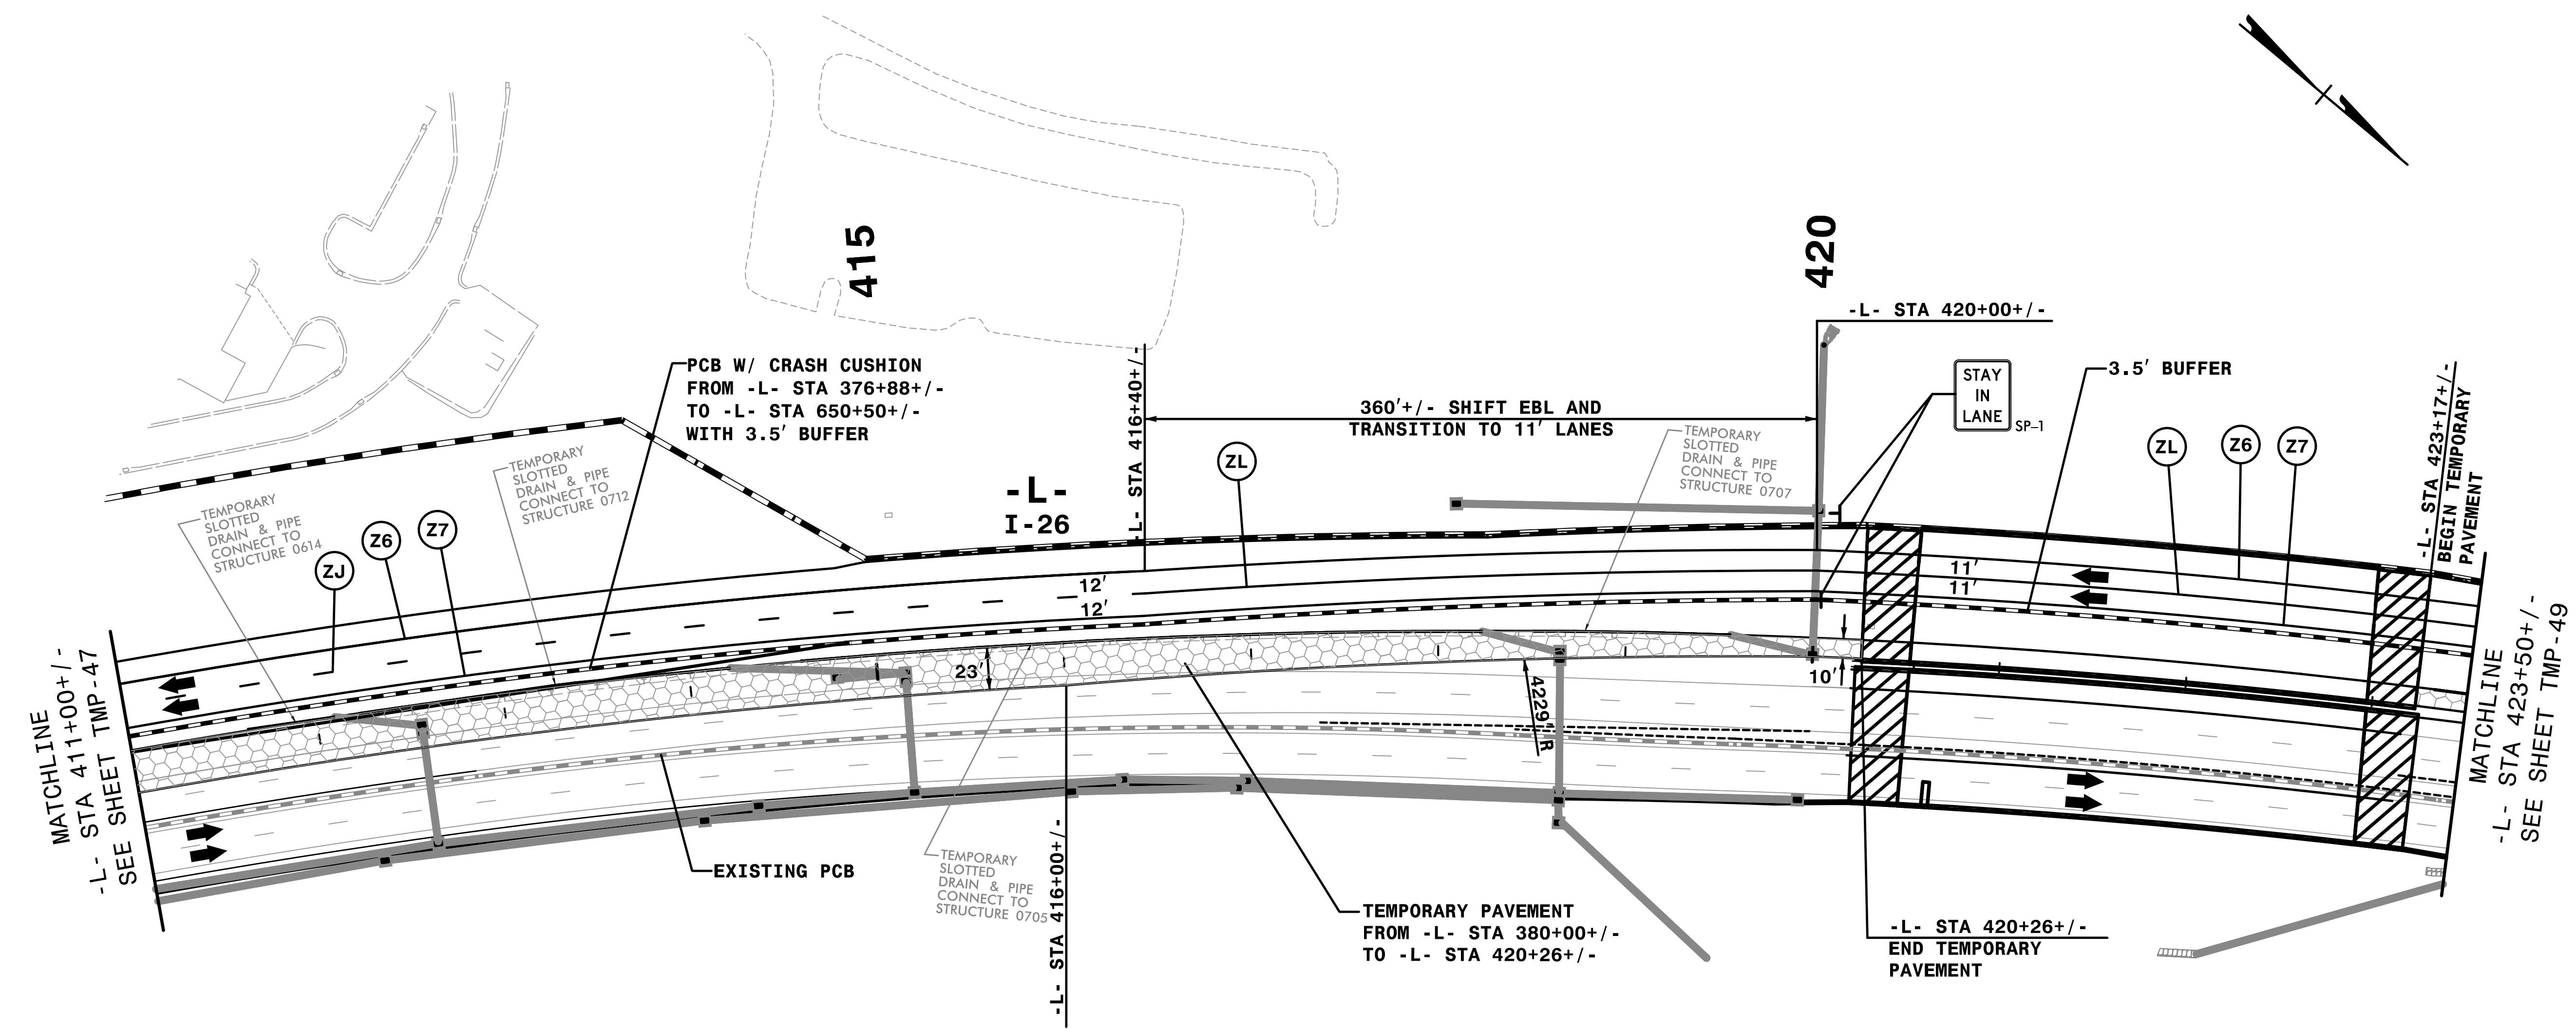 415
420
-L- STA 420+00+/-
PCB W/ CRASH CUSHION
FROM -L- STA 376+88+/-
TO -L- STA 650+50+/-
WITH 3.5' BUFFER
-L- STA 416+40+/-
360'+/- SHIFT EBL AND
TRANSITION TO 11' LANES
STAY
IN
LANE
SP-1
3.5' BUFFER
-L- STA 423+17+/-
BEGIN TEMPORARY
PAVEMENT
TEMPORARY
SLOTTED
DRAIN & PIPE
CONNECT TO
STRUCTURE 0614
TEMPORARY
SLOTTED
DRAIN & PIPE
CONNECT TO
STRUCTURE 0712
TEMPORARY
SLOTTED
DRAIN & PIPE
CONNECT TO
STRUCTURE 0707
ZL
ZL
Z6
Z7
-L-
I-26
ZJ
Z6
Z7
12'
12'
11'
11'
23'
10'
4229' R
MATCHLINE
-L- STA 411+00+/-
SEE SHEET TMP-47
MATCHLINE
-L- STA 423+50+/-
SEE SHEET TMP-49
EXISTING PCB
TEMPORARY
SLOTTED
DRAIN & PIPE
CONNECT TO
STRUCTURE 0705
-L- STA 416+00+/-
TEMPORARY PAVEMENT
FROM -L- STA 380+00+/-
TO -L- STA 420+26+/-
-L- STA 420+26+/-
END TEMPORARY
PAVEMENT